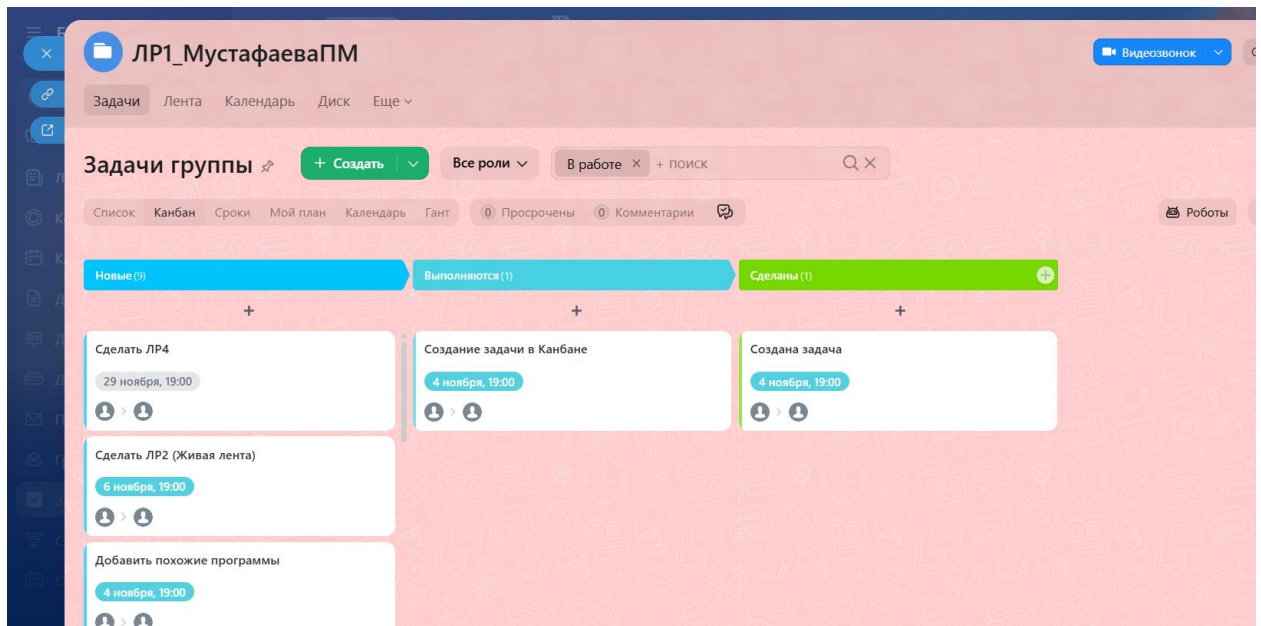 ЛР1_МустафаеваПМ
Видеозвонок
Задачи Лента Календарь Диск Еще
Задачи группы + Создать Все роли В работе × + поиск
Список Канбан Сроки Мой план Календарь Гант 0 Просрочены 0 Комментарии Роботы
Новые (9) Выполняются (1) Сделаны (1)
+ + +
Сделать ЛР4 Создание задачи в Канбане Создана задача
29 ноября, 19:00 4 ноября, 19:00 4 ноября, 19:00
Сделать ЛР2 (Живая лента)
6 ноября, 19:00
Добавить похожие программы
4 ноября, 19:00